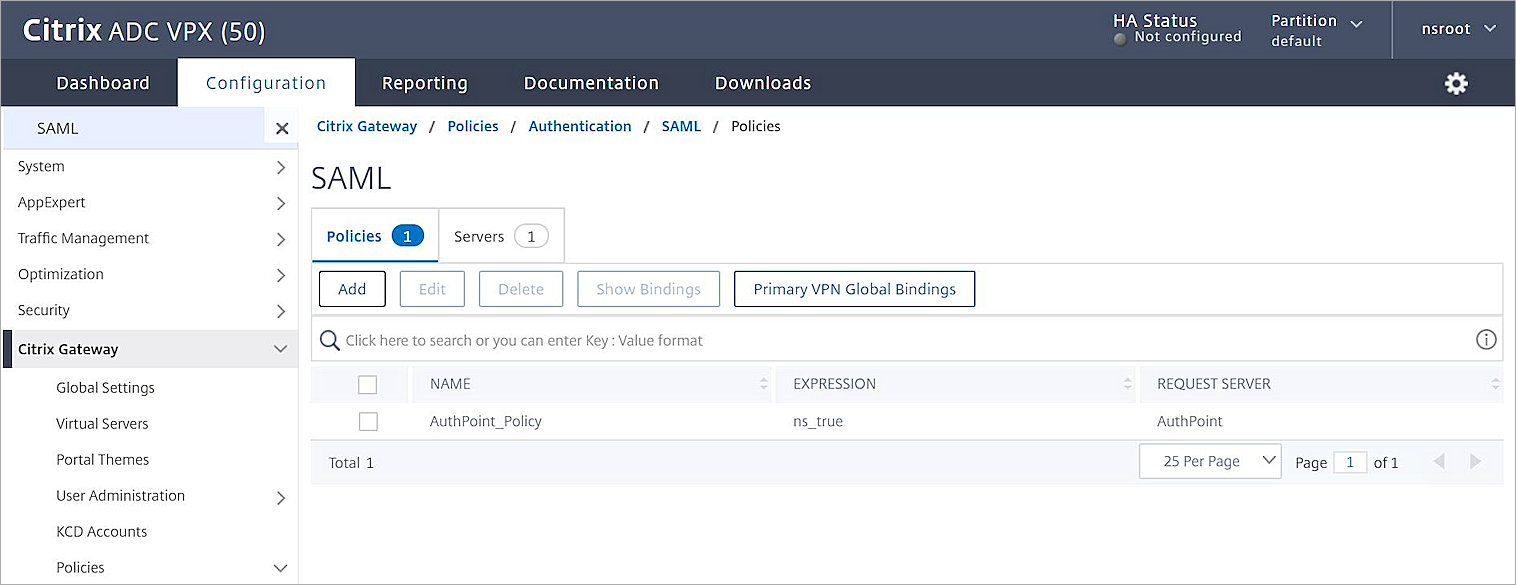 Citrix ADC VPX (50)
HA Status
Not configured
Partition
default
nsroot
Dashboard Configuration Reporting Documentation Downloads
SAML
Citrix Gateway / Policies / Authentication / SAML / Policies
System
AppExpert
Traffic Management
Optimization
Security
Citrix Gateway
Global Settings
Virtual Servers
Portal Themes
User Administration
KCD Accounts
Policies
SAML
Policies 1 Servers 1
Add Edit Delete Show Bindings Primary VPN Global Bindings
Click here to search or you can enter Key : Value format
NAME EXPRESSION REQUEST SERVER
AuthPoint_Policy ns_true AuthPoint
Total 1 25 Per Page Page 1 of 1